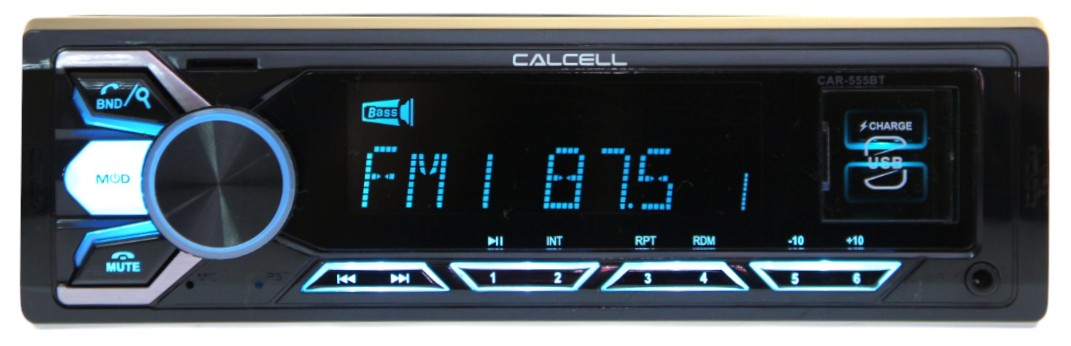 CALCELL
CAR-555BT
BND/
Bass
CHARGE
USB
MOD
FM1 87.5 1
MUTE
INT RPT RDM -10 +10
1 2 3 4 5 6